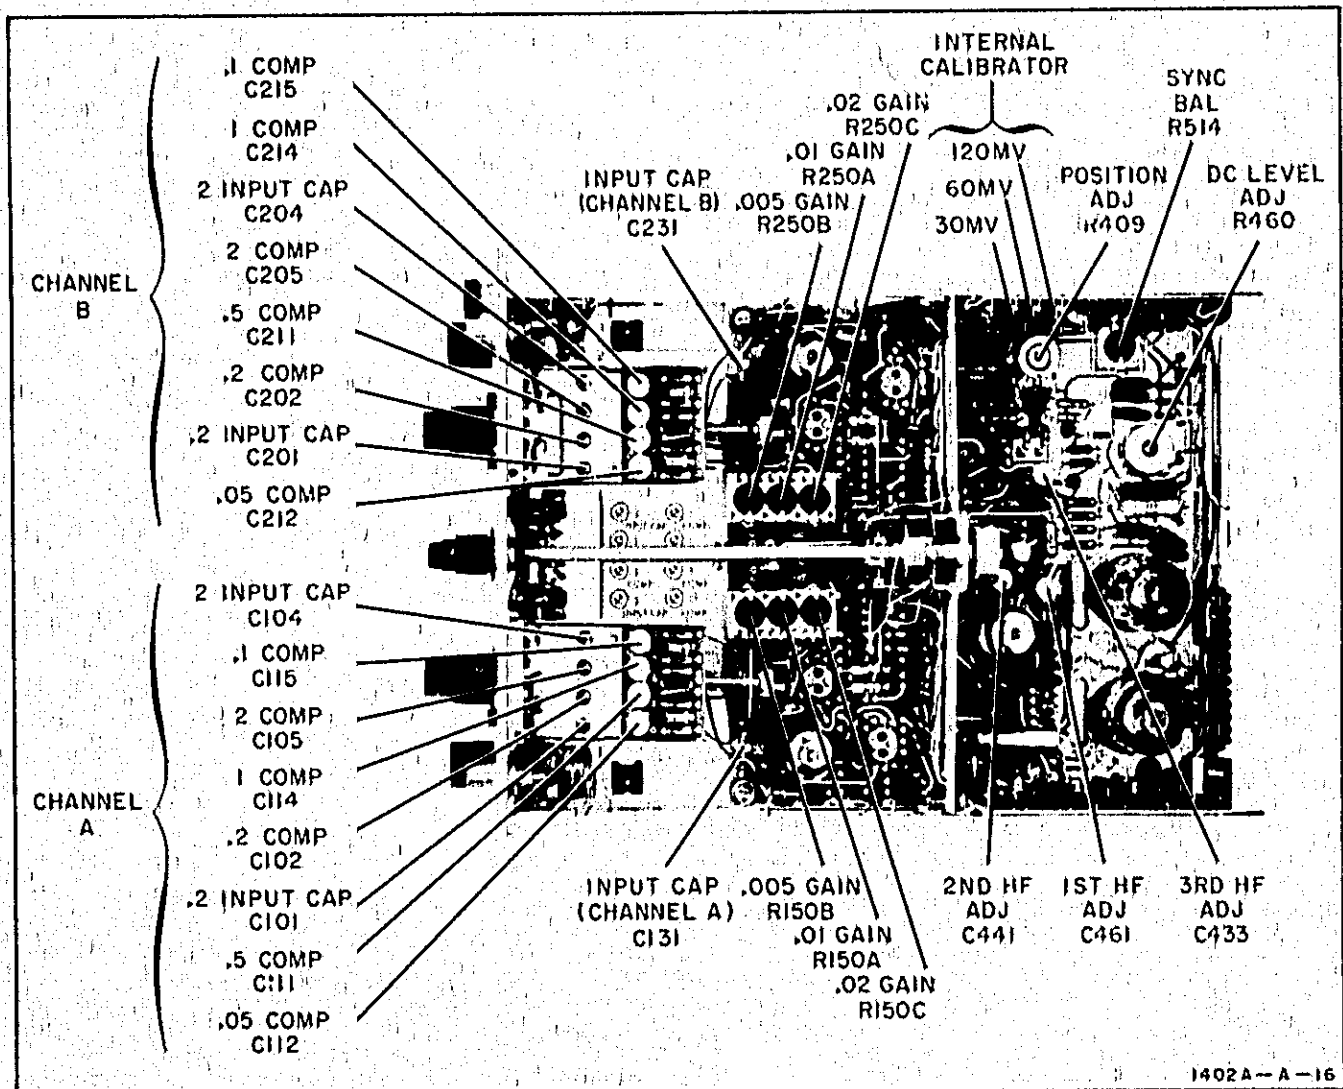 CHANNEL
B
.1 COMP
C215
1 COMP
C214
2 INPUT CAP
C204
2 COMP
C205
.5 COMP
C211
.2 COMP
C202
.2 INPUT CAP
C201
.05 COMP
C212
CHANNEL
A
2 INPUT CAP
C104
.1 COMP
C115
2 COMP
C105
1 COMP
C114
.2 COMP
C102
.2 INPUT CAP
C101
.5 COMP
C111
.05 COMP
C112
INPUT CAP
(CHANNEL B)
C231
.005 GAIN
R250B
.01 GAIN
R250A
.02 GAIN
R250C
INTERNAL
CALIBRATOR
120MV
60MV
30MV
POSITION
ADJ
R409
SYNC
BAL
R514
DC LEVEL
ADJ
R460
INPUT CAP
(CHANNEL A)
C131
.005 GAIN
R150B
.01 GAIN
R150A
.02 GAIN
R150C
2ND HF
ADJ
C441
1ST HF
ADJ
C461
3RD HF
ADJ
C433
1402A-A-16